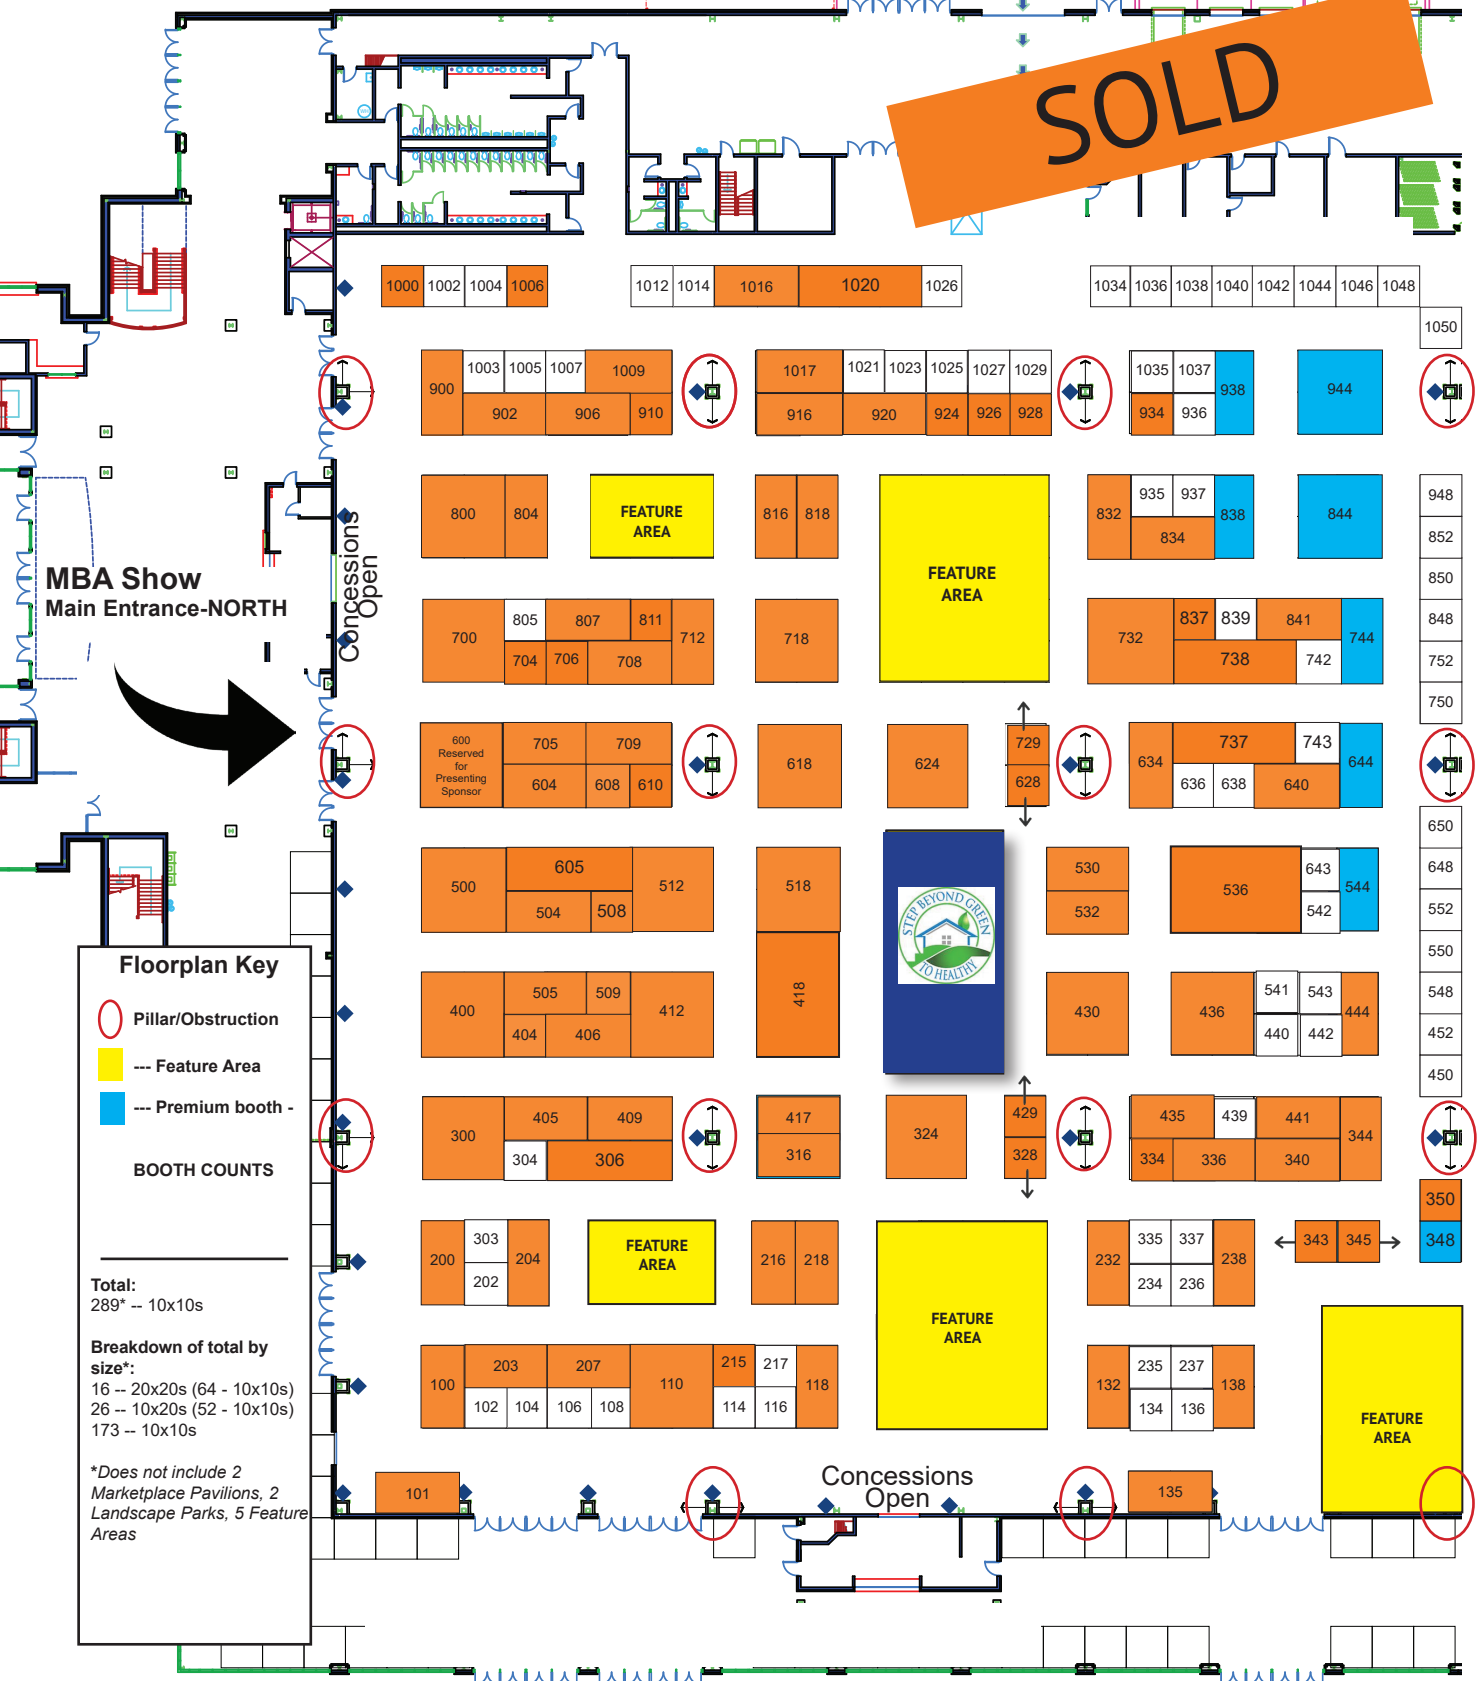 SOLD
1000 1002 1004 1006 1012 1014 1016 1020 1026 1034 1036 1038 1040 1042 1044 1046 1048
1050
900 1003 1005 1007 1009 1017 1021 1023 1025 1027 1029 1035 1037 938 944
902 906 910 916 920 924 926 928 934 936
800 804 FEATURE AREA 816 818 FEATURE AREA 832 935 937 838 844 948
834 852
850
MBA Show
Main Entrance-NORTH
Concessions
Open
700 805 807 811 712 718 732 837 839 841 744 848
704 706 708 738 742 752
750
600
Reserved
for
Presenting
Sponsor
705 709 618 624 729 634 737 743 644
604 608 610 628 636 638 640
650
500 605 512 518 530 536 643 544 648
504 508 532 542 552
550
STEP BEYOND GREEN
TO HEALTHY
400 505 509 412 418 430 436 541 543 444 548
404 406 440 442 452
450
300 405 409 417 324 429 435 439 441 344
304 306 316 328 334 336 340
350
200 303 204 FEATURE AREA 216 218 FEATURE AREA 232 335 337 238 343 345 348
202 234 236
100 203 207 110 215 217 118 132 235 237 138 FEATURE AREA
102 104 106 108 114 116 134 136
101 135
Concessions
Open
Floorplan Key
Pillar/Obstruction
--- Feature Area
--- Premium booth -
BOOTH COUNTS
Total:
289* -- 10x10s
Breakdown of total by
size*:
16 -- 20x20s (64 - 10x10s)
26 -- 10x20s (52 - 10x10s)
173 -- 10x10s
*Does not include 2
Marketplace Pavilions, 2
Landscape Parks, 5 Feature
Areas